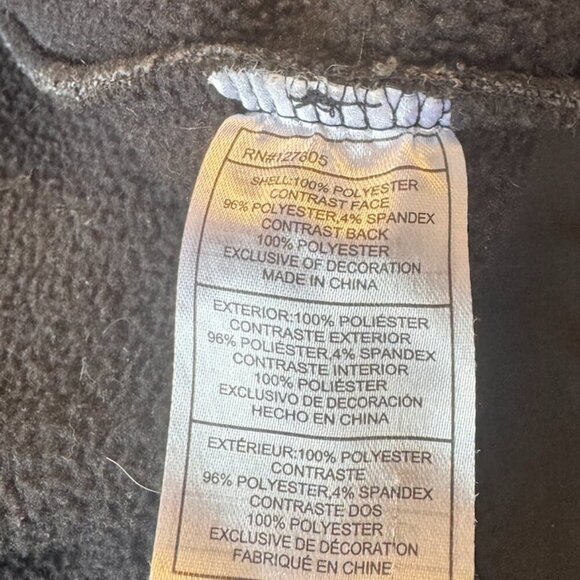 RN#127805
SHELL:100% POLYESTER
CONTRAST FACE
96% POLYESTER,4% SPANDEX
CONTRAST BACK
100% POLYESTER
EXCLUSIVE OF DECORATION
MADE IN CHINA
EXTERIOR:100% POLIÉSTER
CONTRASTE EXTERIOR
96% POLIÉSTER,4% SPANDEX
CONTRASTE INTERIOR
100% POLIÉSTER
EXCLUSIVO DE DECORACIÓN
HECHO EN CHINA
EXTÉRIEUR:100% POLYESTER
CONTRASTE
96% POLYESTER,4% SPANDEX
CONTRASTE DOS
100% POLYESTER
EXCLUSIVE DE DÉCORATION
FABRIQUÉ EN CHINE